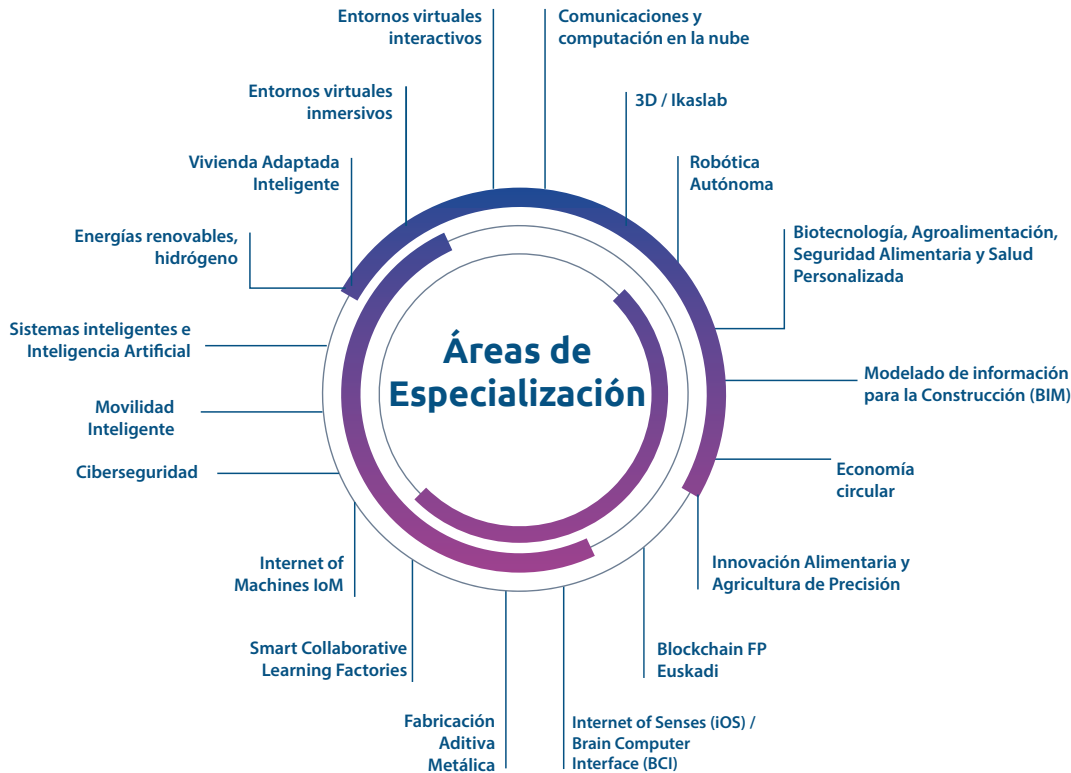 Entornos virtuales
interactivos
Comunicaciones y
computación en la nube
Entornos virtuales
inmersivos
3D / Ikaslab
Vivienda Adaptada
Inteligente
Robótica
Autónoma
Energías renovables,
hidrógeno
Biotecnología, Agroalimentación,
Seguridad Alimentaria y Salud
Personalizada
Sistemas inteligentes e
Inteligencia Artificial
Áreas de
Especialización
Modelado de información
para la Construcción (BIM)
Movilidad
Inteligente
Ciberseguridad
Economía
circular
Internet of
Machines IoM
Innovación Alimentaria y
Agricultura de Precisión
Smart Collaborative
Learning Factories
Blockchain FP
Euskadi
Fabricación
Aditiva
Metálica
Internet of Senses (iOS) /
Brain Computer
Interface (BCI)